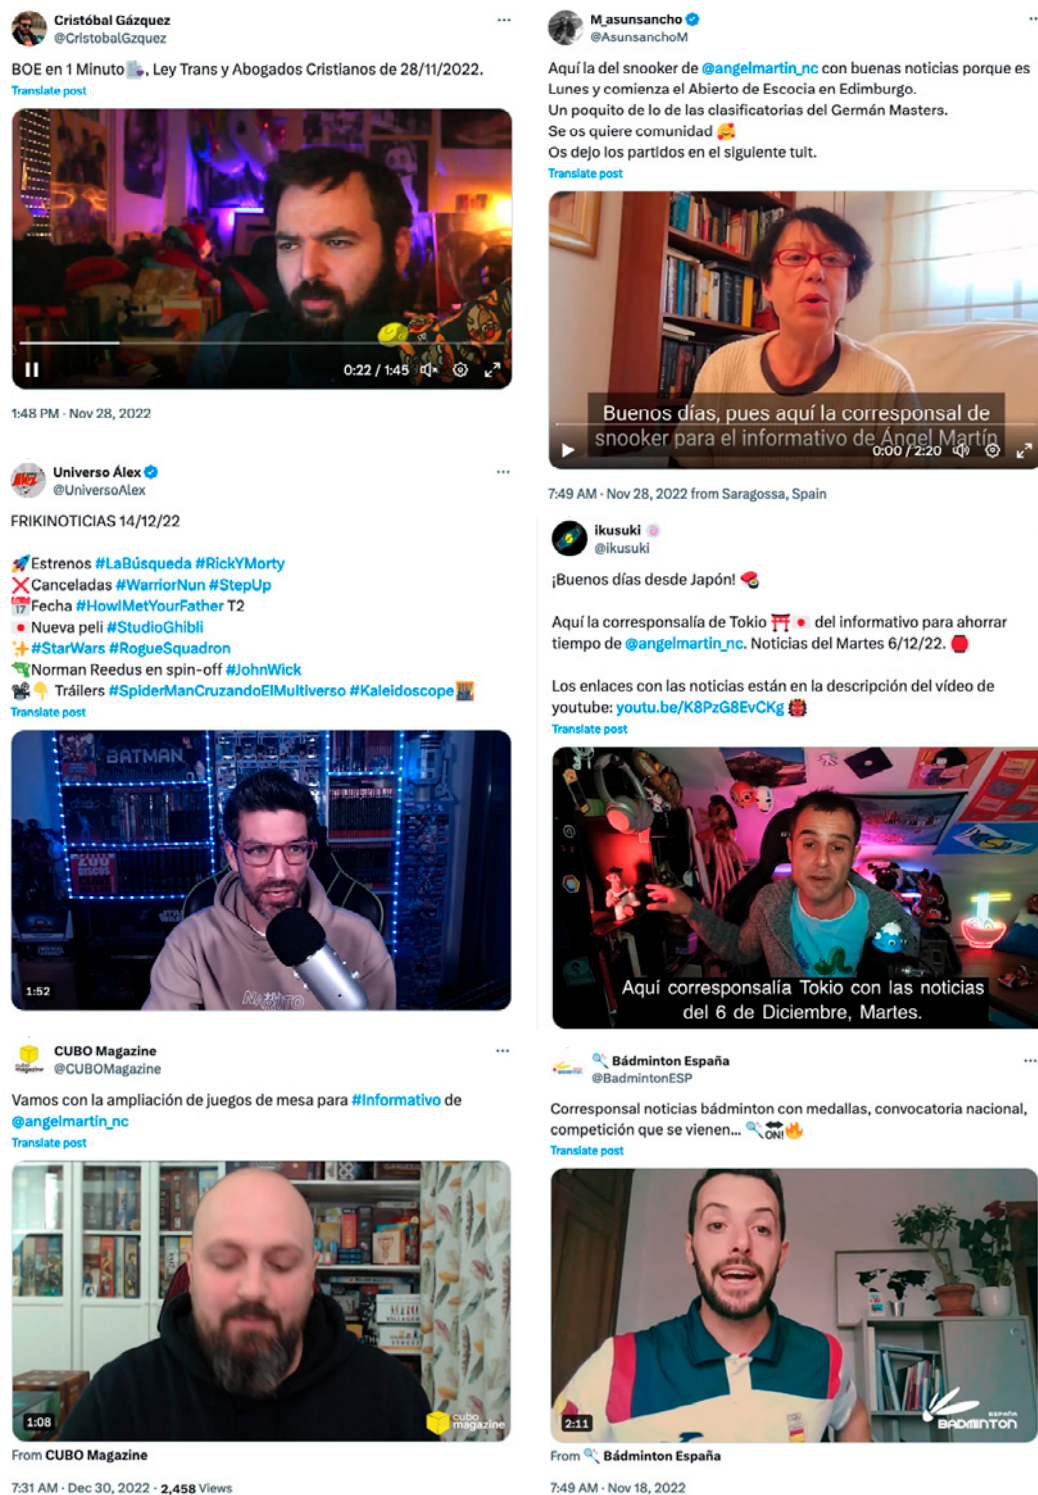 Cristóbal Gázquez
@CristobalGzquez
BOE en 1 Minuto, Ley Trans y Abogados Cristianos de 28/11/2022.
Translate post
0:22 / 1:45
1:48 PM · Nov 28, 2022
Universo Álex
@UniversoAlex
FRIKINOTICIAS 14/12/22
Estrenos #LaBúsqueda #RickYMorty
Canceladas #WarriorNun #StepUp
17 Fecha #HowIMetYourFather T2
Nueva peli #StudioGhibli
#StarWars #RogueSquadron
Norman Reedus en spin-off #JohnWick
Tráilers #SpiderManCruzandoElMultiverso #Kaleidoscope
Translate post
BATMAN
DISCOS
STAR
NARUTO
1:52
CUBO Magazine
@CUBOMagazine
Vamos con la ampliación de juegos de mesa para #Informativo de
@angelmartin_nc
Translate post
1:08
cubo
magazine
From CUBO Magazine
7:31 AM · Dec 30, 2022 · 2,458 Views
M_asunsancho
@AsunsanchoM
Aquí la del snooker de @angelmartin_nc con buenas noticias porque es
Lunes y comienza el Abierto de Escocia en Edimburgo.
Un poquito de lo de las clasificatorias del Germán Masters.
Se os quiere comunidad
Os dejo los partidos en el siguiente tuit.
Translate post
Buenos días, pues aquí la corresponsal de
snooker para el informativo de Ángel Martín
0:00 / 2:20
7:49 AM · Nov 28, 2022 from Saragossa, Spain
ikusuki
@ikusuki
¡Buenos días desde Japón!
Aquí la corresponsalía de Tokio del informativo para ahorrar
tiempo de @angelmartin_nc. Noticias del Martes 6/12/22.
Los enlaces con las noticias están en la descripción del vídeo de
youtube: youtu.be/K8PzG8EvCKg
Translate post
Aquí corresponsalía Tokio con las noticias
del 6 de Diciembre, Martes.
Bádminton España
@BadmintonESP
Corresponsal noticias bádminton con medallas, convocatoria nacional,
competición que se vienen... ON!
Translate post
2:11
ESPAÑA
BADMINTON
From Bádminton España
7:49 AM · Nov 18, 2022